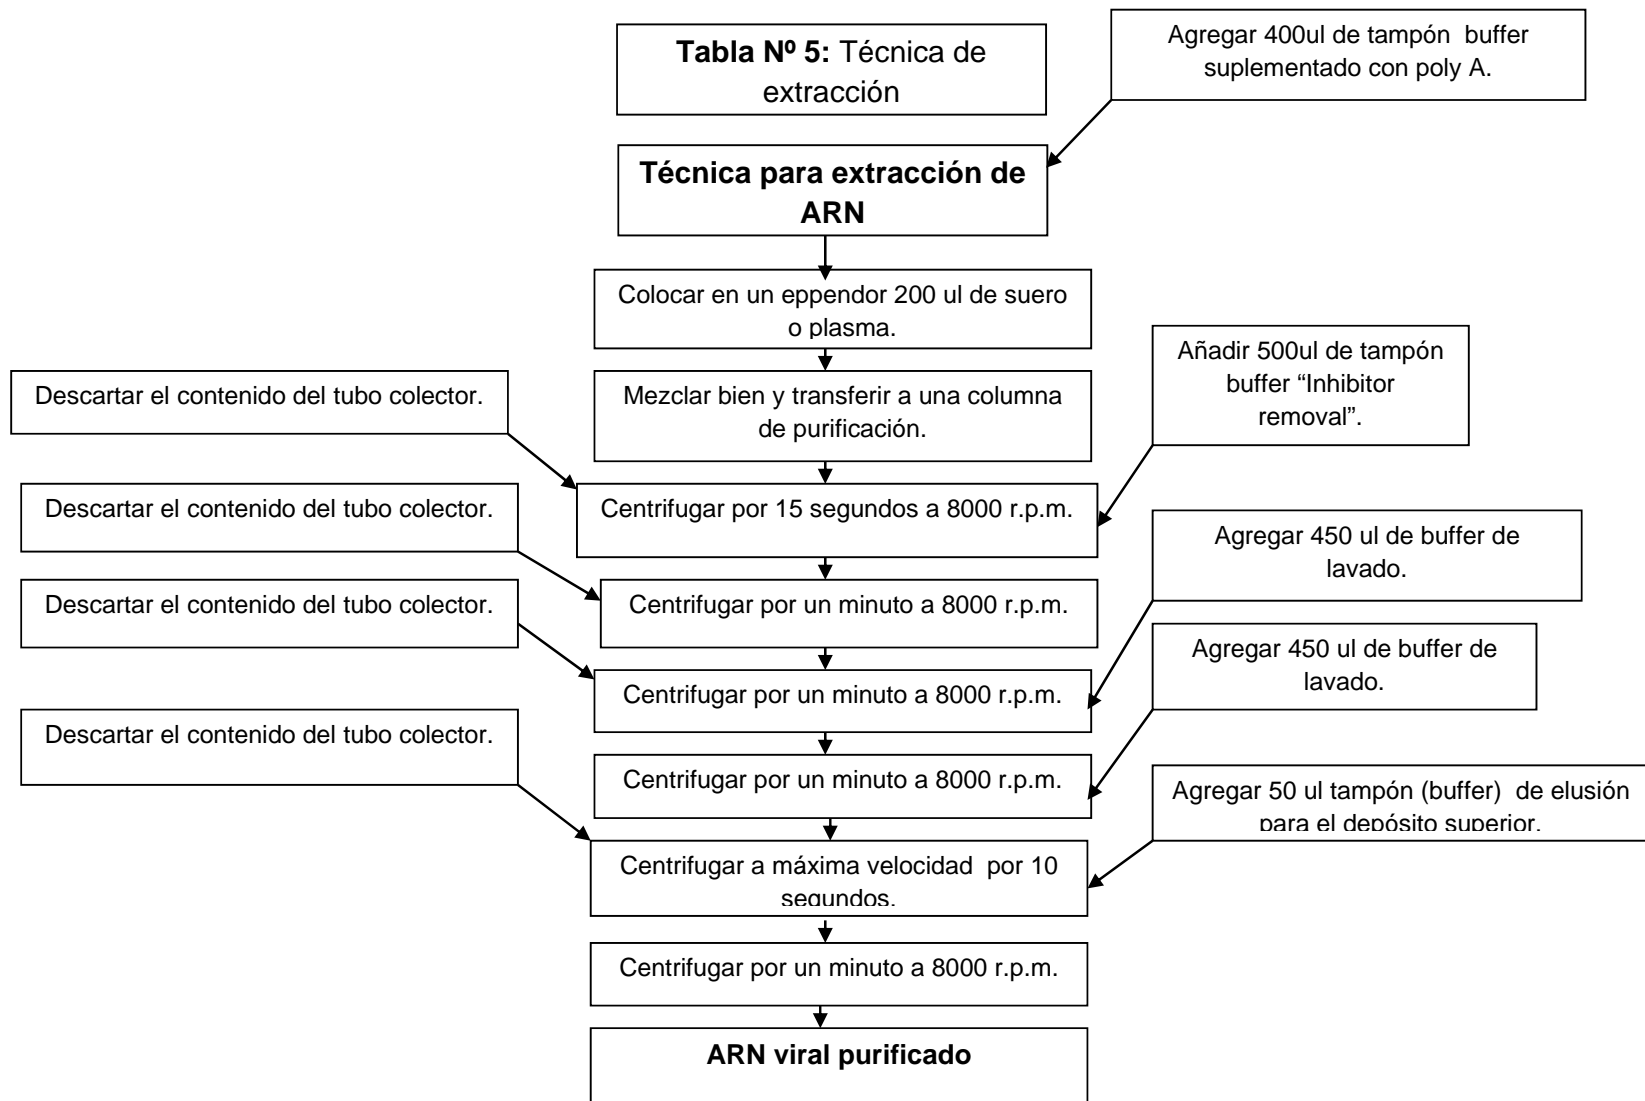 Tabla Nº 5: Técnica de
extracción
Agregar 400ul de tampón  buffer
suplementado con poly A.
Técnica para extracción de
ARN
Colocar en un eppendor 200 ul de suero
o plasma.
Añadir 500ul de tampón
buffer “Inhibitor
removal”.
Descartar el contenido del tubo colector.
Mezclar bien y transferir a una columna
de purificación.
Descartar el contenido del tubo colector.
Centrifugar por 15 segundos a 8000 r.p.m.
Agregar 450 ul de buffer de
lavado.
Descartar el contenido del tubo colector.
Centrifugar por un minuto a 8000 r.p.m.
Agregar 450 ul de buffer de
lavado.
Centrifugar por un minuto a 8000 r.p.m.
Descartar el contenido del tubo colector.
Centrifugar por un minuto a 8000 r.p.m.
Agregar 50 ul tampón (buffer)  de elusión
para el depósito superior.
Centrifugar a máxima velocidad  por 10
segundos.
Centrifugar por un minuto a 8000 r.p.m.
ARN viral purificado